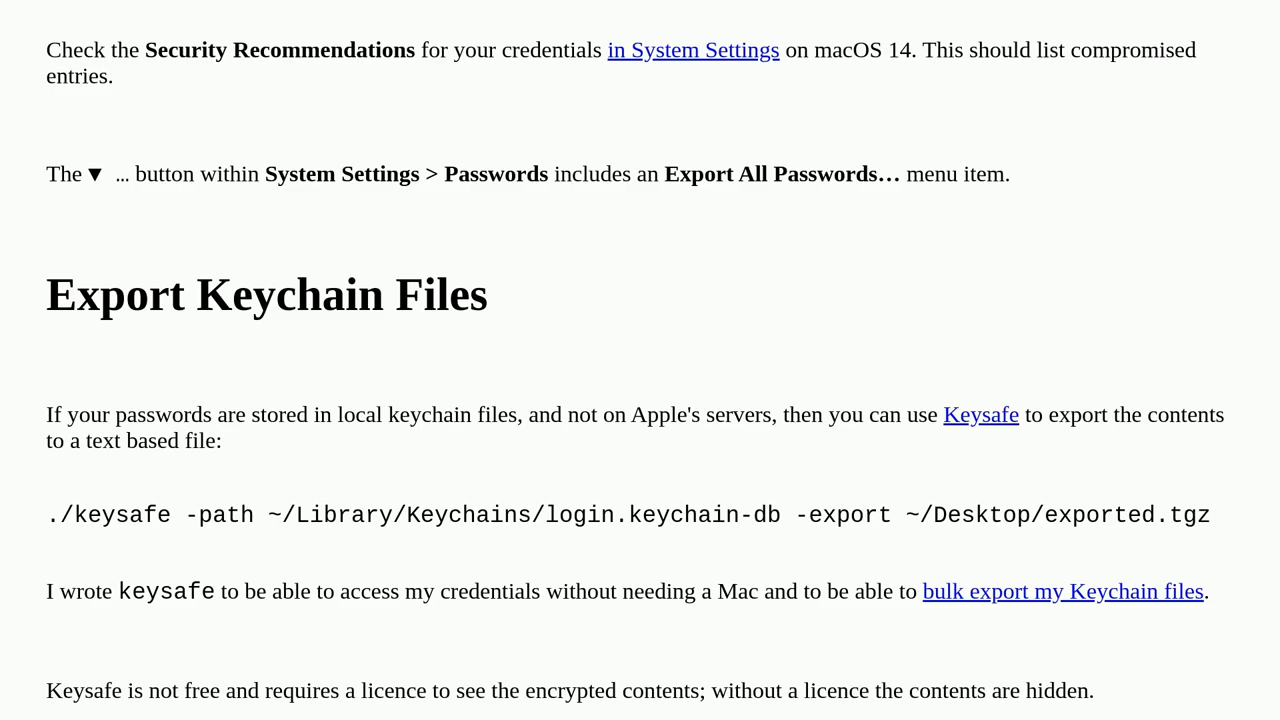 Check the Security Recommendations for your credentials in System Settings on macOS 14. This should list compromised
entries.
The ▼ … button within System Settings > Passwords includes an Export All Passwords… menu item.
Export Keychain Files
If your passwords are stored in local keychain files, and not on Apple's servers, then you can use Keysafe to export the contents
to a text based file:
./keysafe -path ~/Library/Keychains/login.keychain-db -export ~/Desktop/exported.tgz
I wrote keysafe to be able to access my credentials without needing a Mac and to be able to bulk export my Keychain files.
Keysafe is not free and requires a licence to see the encrypted contents; without a licence the contents are hidden.